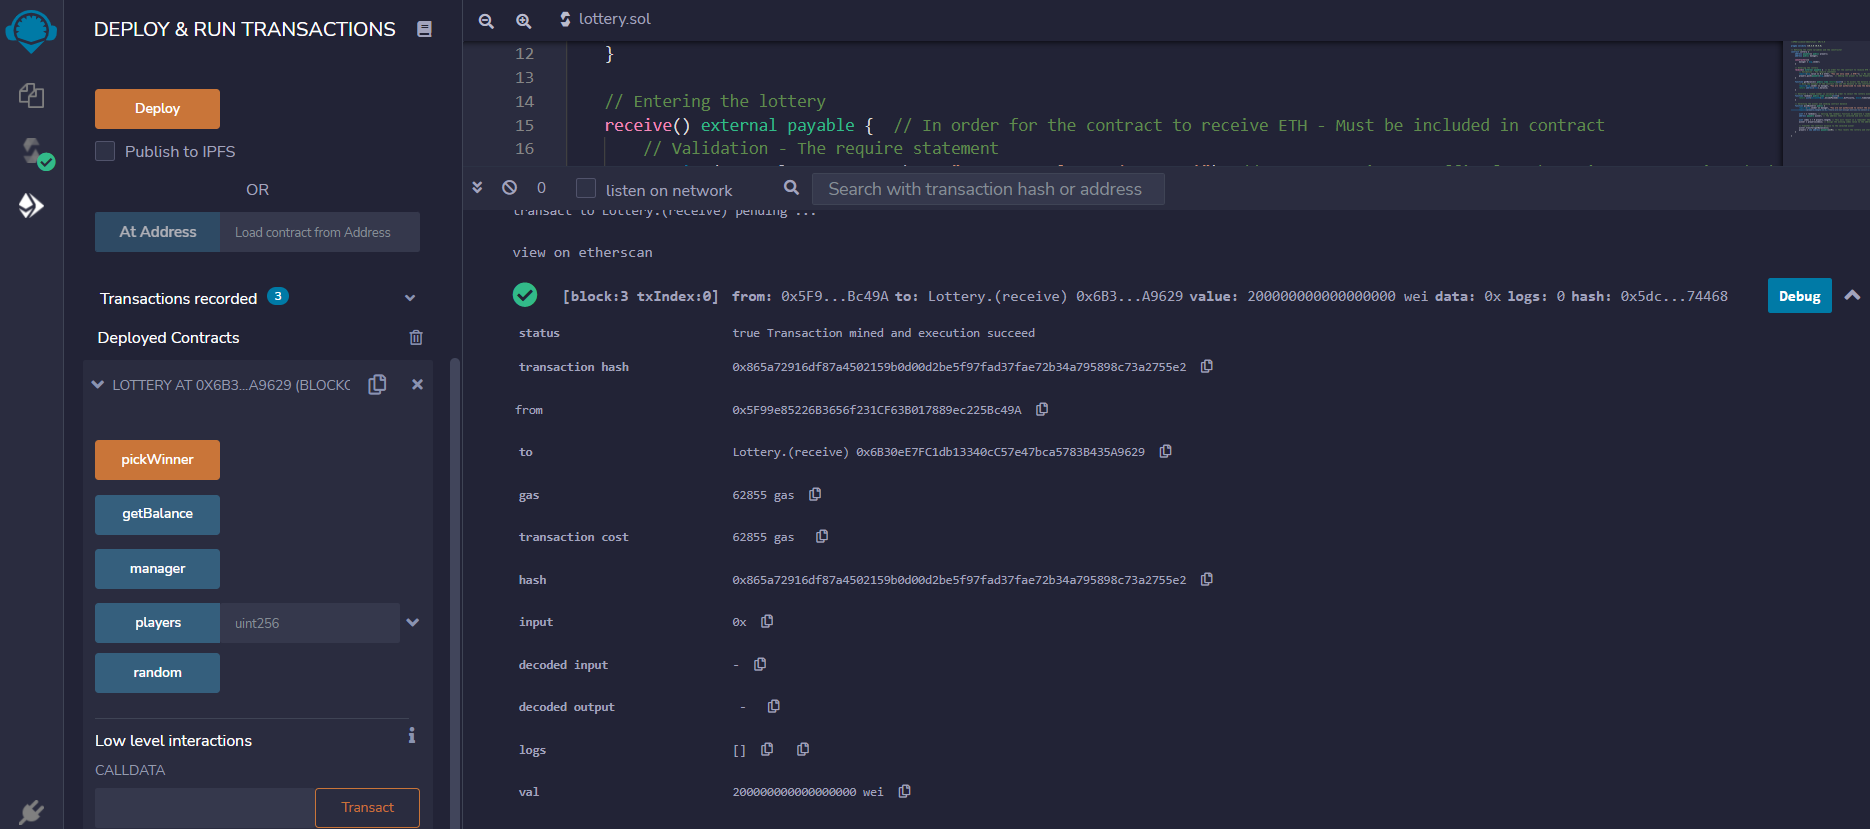 DEPLOY & RUN TRANSACTIONS
Deploy
Publish to IPFS
OR
At Address Load contract from Address
Transactions recorded 3
Deployed Contracts
LOTTERY AT 0X6B3...A9629 (BLOCKC
pickWinner
getBalance
manager
players uint256
random
Low level interactions
i
CALLDATA
Transact
lottery.sol
12 }
13
14 // Entering the lottery
15 receive() external payable { // In order for the contract to receive ETH - Must be included in contract
16 // Validation - The require statement
0 listen on network Search with transaction hash or address
transact to Lottery.(receive) pending ...
view on etherscan
[block:3 txIndex:0] from: 0x5F9...Bc49A to: Lottery.(receive) 0x6B3...A9629 value: 200000000000000000 wei data: 0x logs: 0 hash: 0x5dc...74468 Debug
status true Transaction mined and execution succeed
transaction hash 0x865a72916df87a4502159b0d00d2be5f97fad37fae72b34a795898c73a2755e2
from 0x5F99e85226B3656f231CF63B017889ec225Bc49A
to Lottery.(receive) 0x6B30eE7FC1db13340cC57e47bca5783B435A9629
gas 62855 gas
transaction cost 62855 gas
hash 0x865a72916df87a4502159b0d00d2be5f97fad37fae72b34a795898c73a2755e2
input 0x
decoded input -
decoded output -
logs []
val 200000000000000000 wei